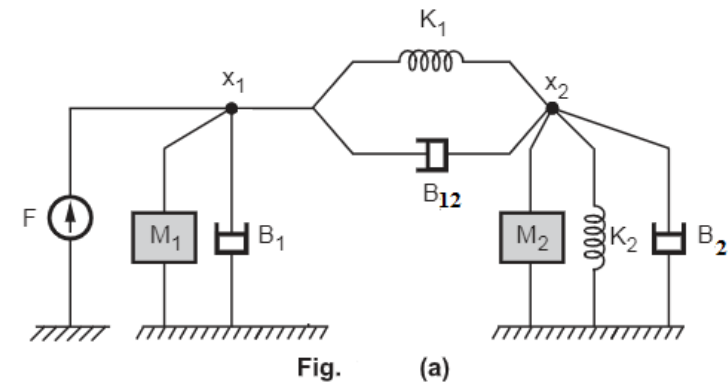 K₁
x₁
x₂
B₁₂
F
M₁
B₁
M₂
K₂
B₂
Fig. (a)